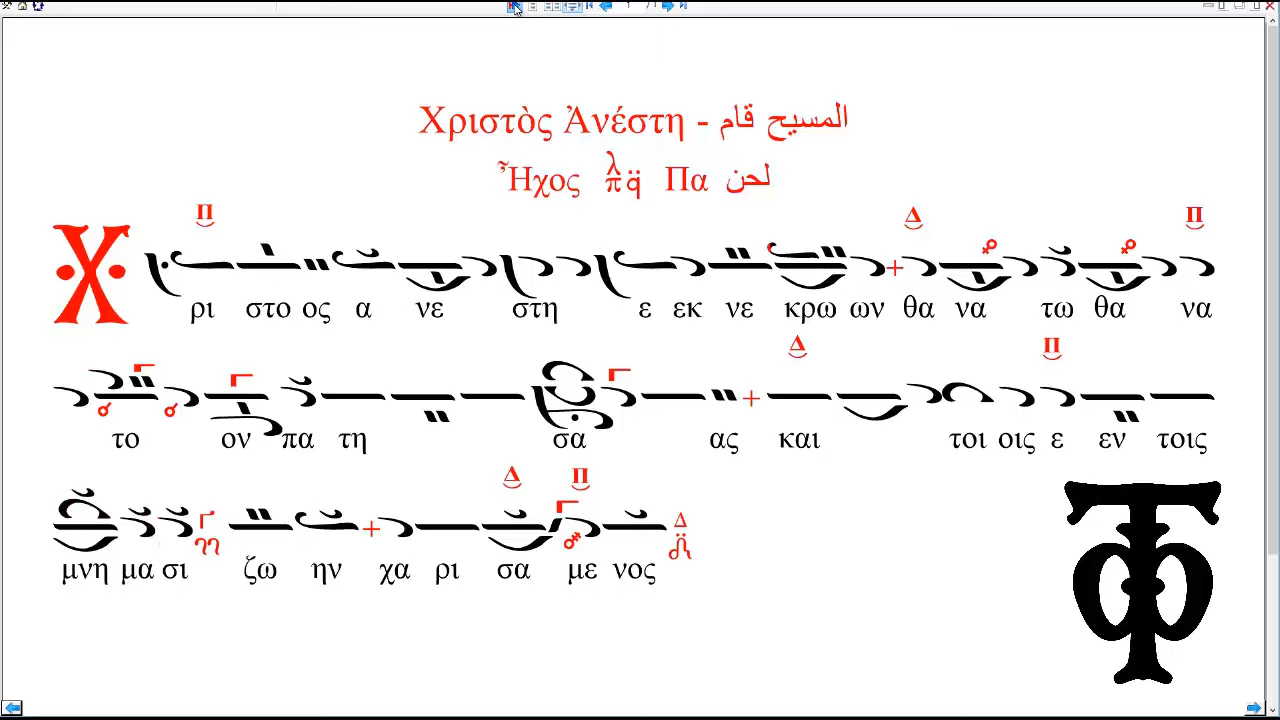 Χριστὸς Ἀνέστη - المسيح قام
Ἦχος λ π q Πα لحن
Π Δ Π
Χ ρι στο ος α νε στη ε εκ νε κρω ων θα να τω θα να
Δ Π
το ον πα τη σα ας και τοι οις ε εν τοις
Δ Π
μνη μα σι Γ ζω ην χα ρι σα με νος Δ